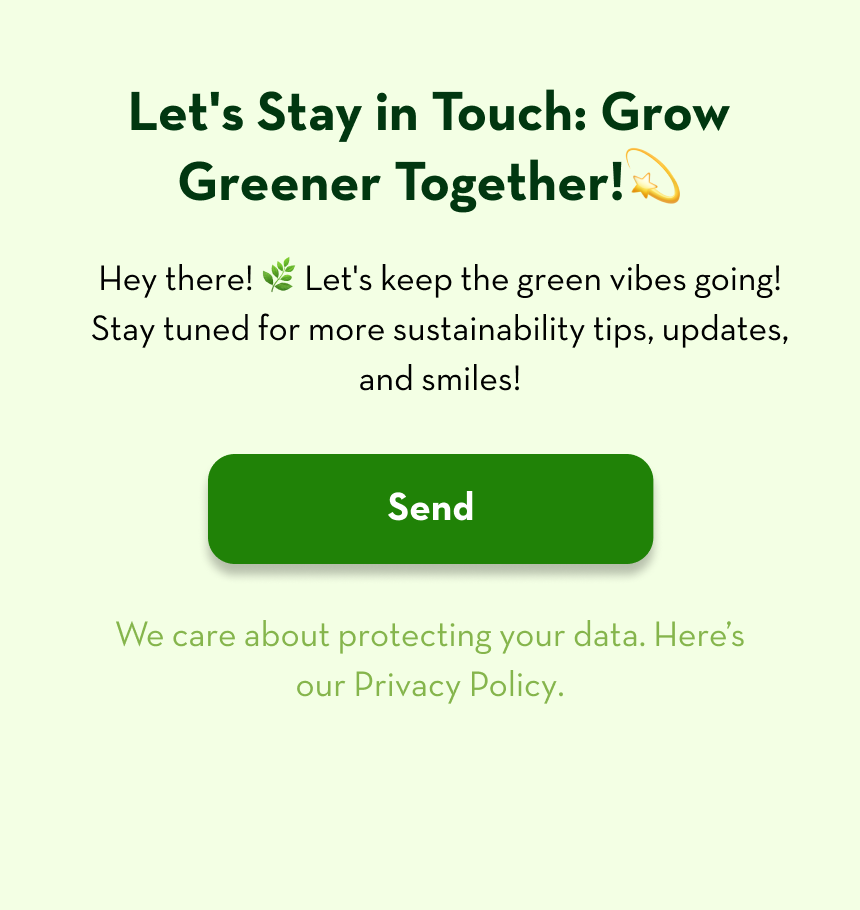 Let's Stay in Touch: Grow
Greener Together!💫
Hey there! 🌿 Let's keep the green vibes going!
Stay tuned for more sustainability tips, updates,
and smiles!
Send
We care about protecting your data. Here’s
our Privacy Policy.